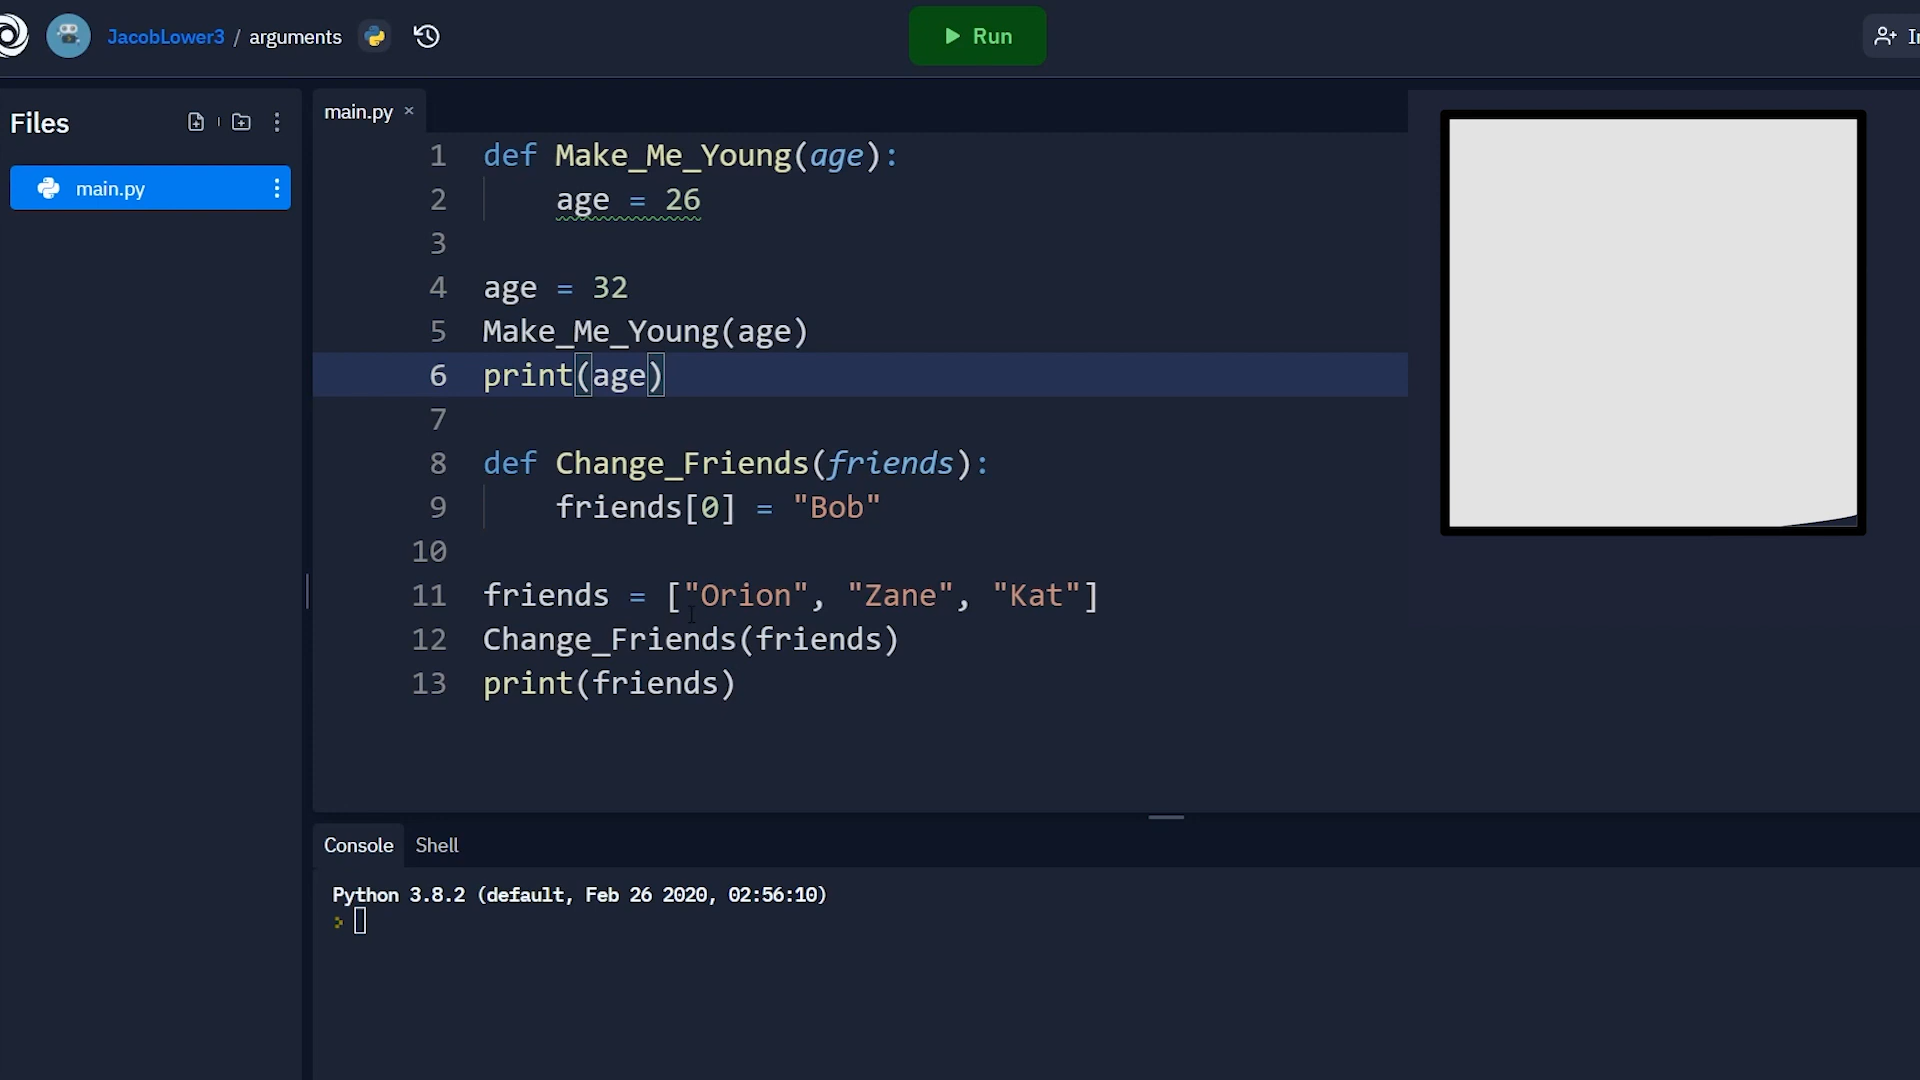 JacobLower3 / arguments
Run
Files
main.py
main.py ×
1 def Make_Me_Young(age):
2 age = 26
3
4 age = 32
5 Make_Me_Young(age)
6 print(age)
7
8 def Change_Friends(friends):
9 friends[0] = "Bob"
10
11 friends = ["Orion", "Zane", "Kat"]
12 Change_Friends(friends)
13 print(friends)
Console Shell
Python 3.8.2 (default, Feb 26 2020, 02:56:10)
>